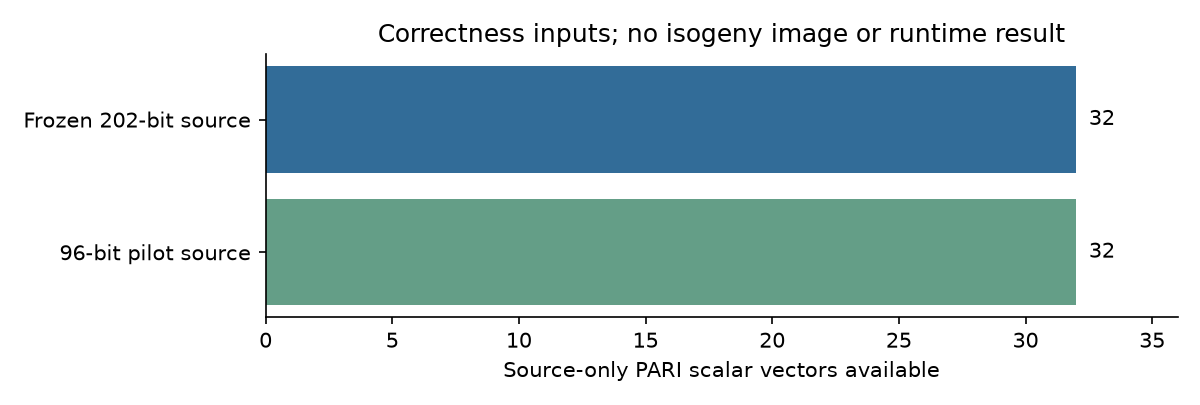 Correctness inputs; no isogeny image or runtime result
Frozen 202-bit source
32
96-bit pilot source
32
0 5 10 15 20 25 30 35
Source-only PARI scalar vectors available